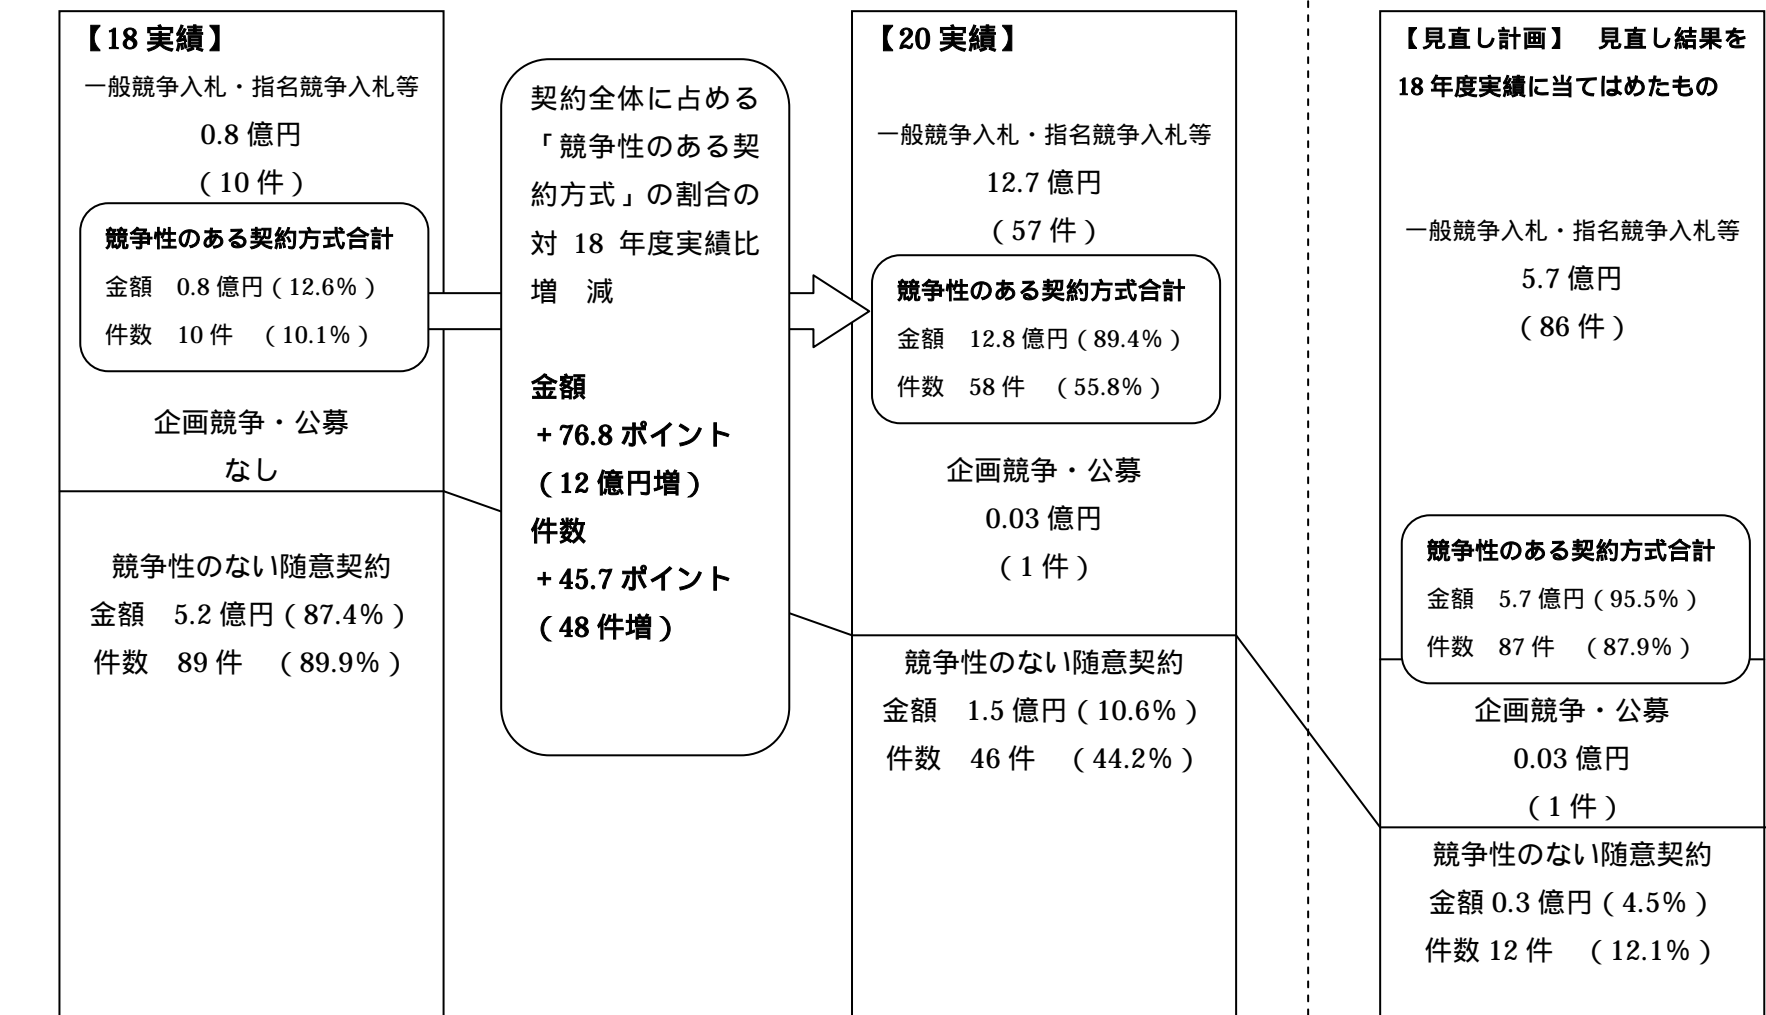 【18 実績】
一般競争入札・指名競争入札等
0.8 億円
(10 件)
競争性のある契約方式合計
金額　0.8 億円(12.6％)
件数　10 件　(10.1％)
企画競争・公募
なし
競争性のない随意契約
金額　5.2 億円(87.4％)
件数　89 件　(89.9％)
契約全体に占める
「競争性のある契
約方式」の割合の
対 18 年度実績比
増　減
金額
+76.8 ポイント
(12 億円増)
件数
+45.7 ポイント
(48 件増)
【20 実績】
一般競争入札・指名競争入札等
12.7 億円
(57 件)
競争性のある契約方式合計
金額　12.8 億円(89.4％)
件数　58 件　(55.8％)
企画競争・公募
0.03 億円
(1 件)
競争性のない随意契約
金額　1.5 億円(10.6％)
件数　46 件　(44.2％)
【見直し計画】　見直し結果を
18 年度実績に当てはめたもの
一般競争入札・指名競争入札等
5.7 億円
(86 件)
競争性のある契約方式合計
金額　5.7 億円(95.5％)
件数　87 件　(87.9％)
企画競争・公募
0.03 億円
(1 件)
競争性のない随意契約
金額 0.3 億円(4.5％)
件数 12 件　(12.1％)